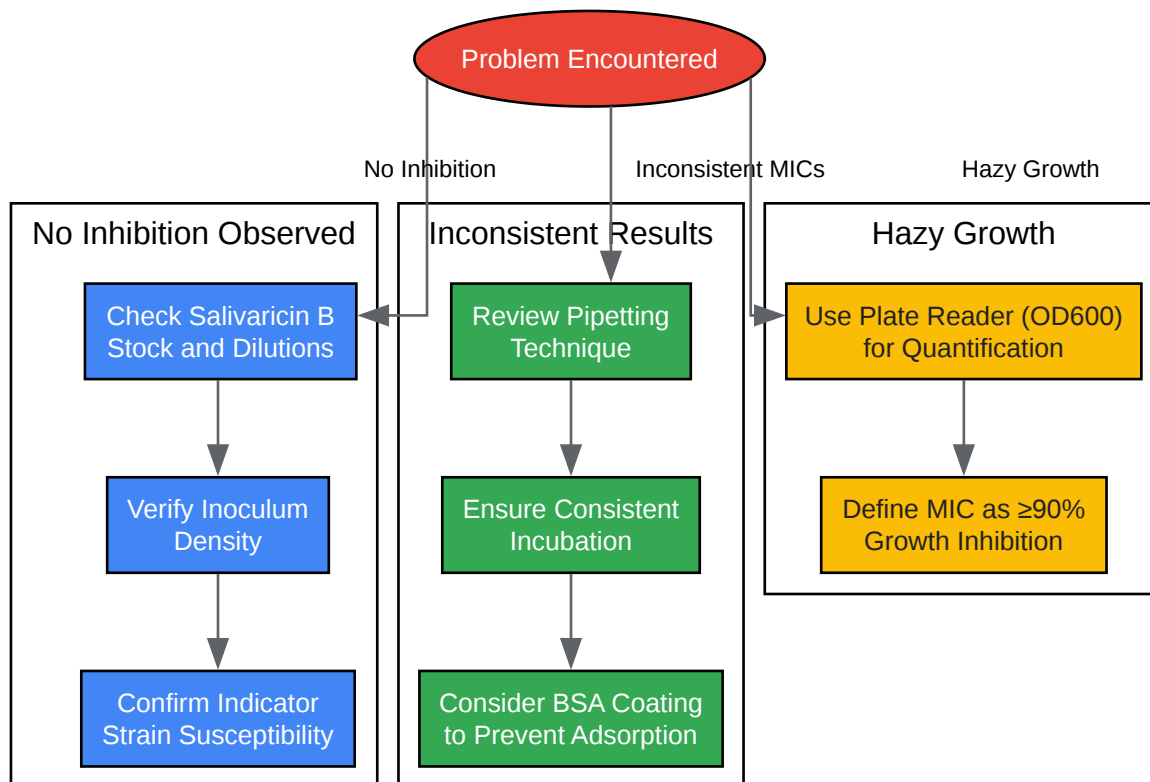 Problem Encountered
No Inhibition
Inconsistent MICs
Hazy Growth
No Inhibition Observed
Check Salivaricin B
Stock and Dilutions
Verify Inoculum
Density
Confirm Indicator
Strain Susceptibility
Inconsistent Results
Review Pipetting
Technique
Ensure Consistent
Incubation
Consider BSA Coating
to Prevent Adsorption
Hazy Growth
Use Plate Reader (OD600)
for Quantification
Define MIC as ≥90%
Growth Inhibition